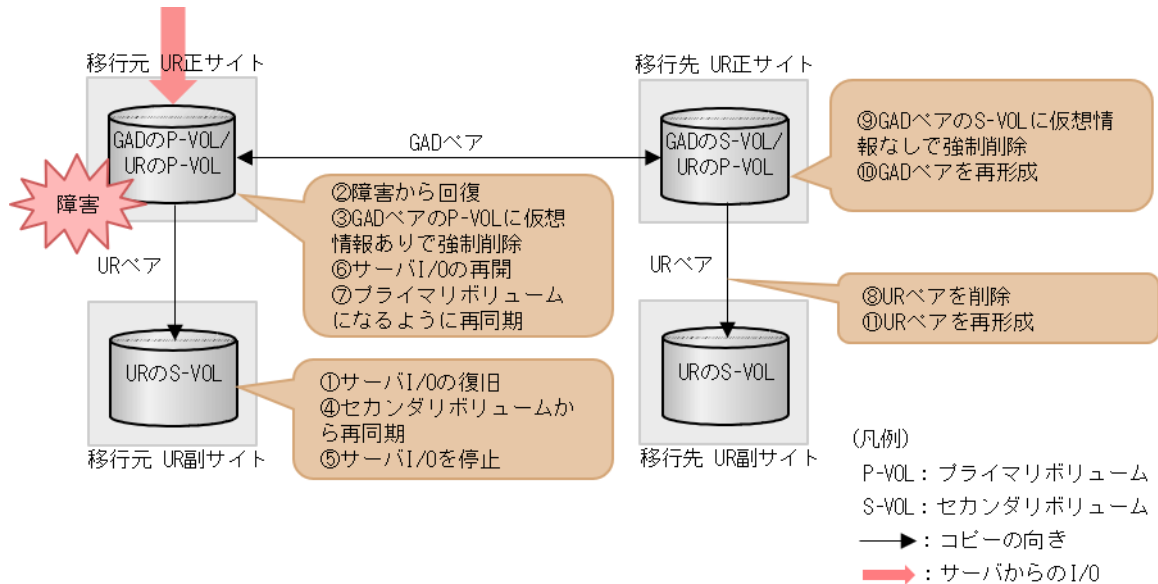 移行元 UR正サイト
移行先 UR正サイト
GADのP-VOL/
URのP-VOL
GADペア
GADのS-VOL/
URのP-VOL
⑨GADペアのS-VOLに仮想情
報なしで強制削除
⑩GADペアを再形成
障害
②障害から回復
③GADペアのP-VOLに仮想
情報ありで強制削除
⑥サーバI/Oの再開
⑦プライマリボリューム
になるように再同期
URペア
URペア
⑧URペアを削除
⑪URペアを再形成
URのS-VOL
①サーバI/Oの復旧
④セカンダリボリュームか
ら再同期
⑤サーバI/Oを停止
URのS-VOL
移行元 UR副サイト
移行先 UR副サイト
(凡例)
P-VOL：プライマリボリューム
S-VOL：セカンダリボリューム
：コピーの向き
：サーバからのI/O